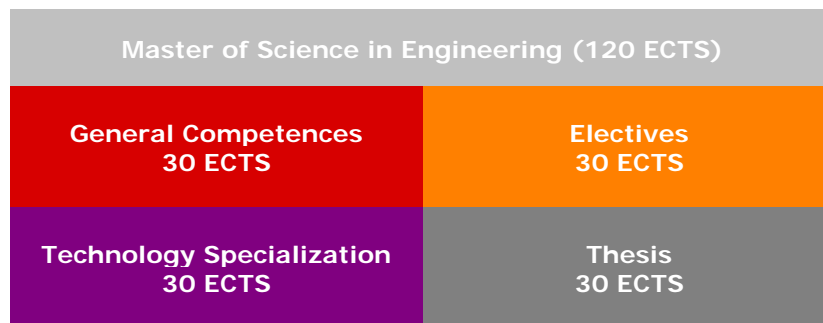 Master of Science in Engineering (120 ECTS)
General Competences
30 ECTS
Electives
30 ECTS
Technology Specialization
30 ECTS
Thesis
30 ECTS